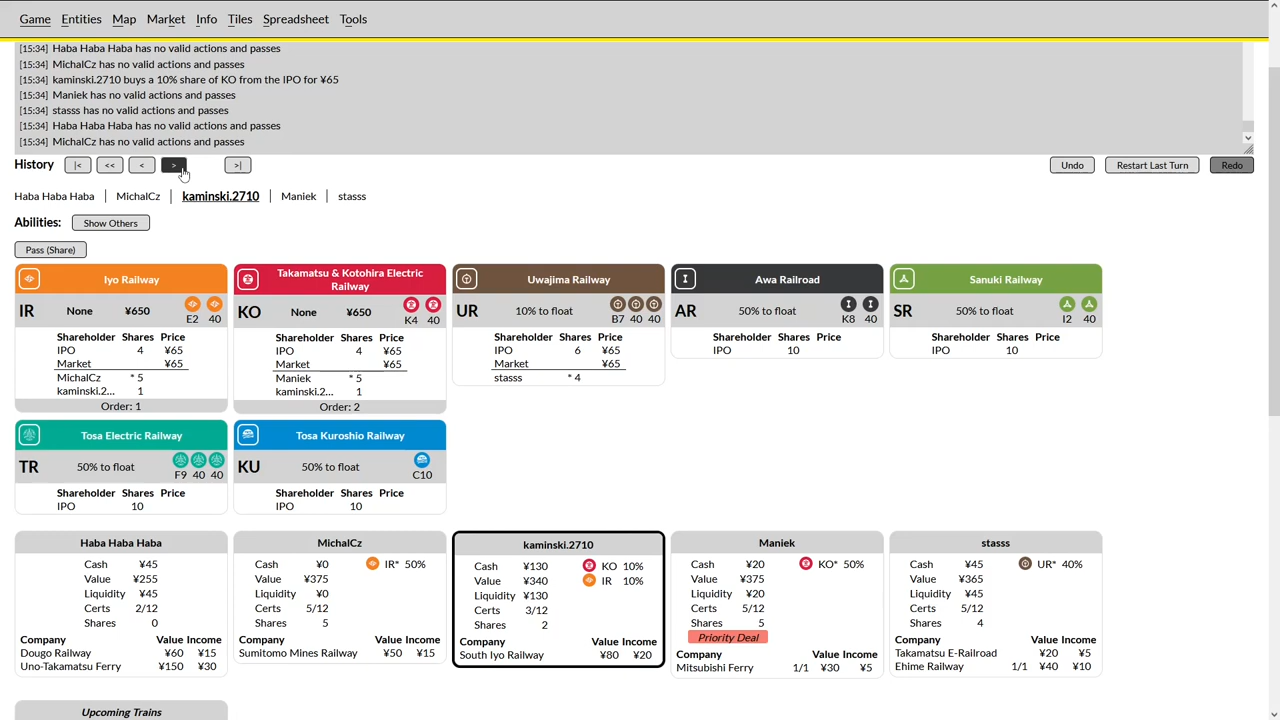 Game Entities Map Market Info Tiles Spreadsheet Tools
[15:34] Haba Haba Haba has no valid actions and passes
[15:34] MichalCz has no valid actions and passes
[15:34] kaminski.2710 buys a 10% share of KO from the IPO for ¥65
[15:34] Maniek has no valid actions and passes
[15:34] stasss has no valid actions and passes
[15:34] Haba Haba Haba has no valid actions and passes
[15:34] MichalCz has no valid actions and passes
History |< << < > >| Undo Restart Last Turn Redo
Haba Haba Haba MichalCz kaminski.2710 Maniek stasss
Abilities: Show Others
Pass (Share)
Iyo Railway
IR None ¥650 E2 40
Shareholder Shares Price
IPO 4 ¥65
Market ¥65
MichalCz * 5
kaminski.2... 1
Order: 1
Takamatsu & Kotohira Electric
Railway
KO None ¥650 K4 40
Shareholder Shares Price
IPO 4 ¥65
Market ¥65
Maniek * 5
kaminski.2... 1
Order: 2
Uwajima Railway
UR 10% to float B7 40 40
Shareholder Shares Price
IPO 6 ¥65
Market ¥65
stasss * 4
Awa Railroad
AR 50% to float K8 40
Shareholder Shares Price
IPO 10
Sanuki Railway
SR 50% to float I2 40
Shareholder Shares Price
IPO 10
Tosa Electric Railway
TR 50% to float F9 40 40
Shareholder Shares Price
IPO 10
Tosa Kuroshio Railway
KU 50% to float C10
Shareholder Shares Price
IPO 10
Haba Haba Haba
Cash ¥45
Value ¥255
Liquidity ¥45
Certs 2/12
Shares 0
Company Value Income
Dougo Railway ¥60 ¥15
Uno-Takamatsu Ferry ¥150 ¥30
MichalCz
Cash ¥0 IR* 50%
Value ¥375
Liquidity ¥0
Certs 5/12
Shares 5
Company Value Income
Sumitomo Mines Railway ¥50 ¥15
kaminski.2710
Cash ¥130 KO 10%
Value ¥340 IR 10%
Liquidity ¥130
Certs 3/12
Shares 2
Company Value Income
South Iyo Railway ¥80 ¥20
Maniek
Cash ¥20 KO* 50%
Value ¥375
Liquidity ¥20
Certs 5/12
Shares 5
Priority Deal
Company Value Income
Mitsubishi Ferry 1/1 ¥30 ¥5
stasss
Cash ¥45 UR* 40%
Value ¥365
Liquidity ¥45
Certs 5/12
Shares 4
Company Value Income
Takamatsu E-Railroad ¥20 ¥5
Ehime Railway 1/1 ¥40 ¥10
Upcoming Trains